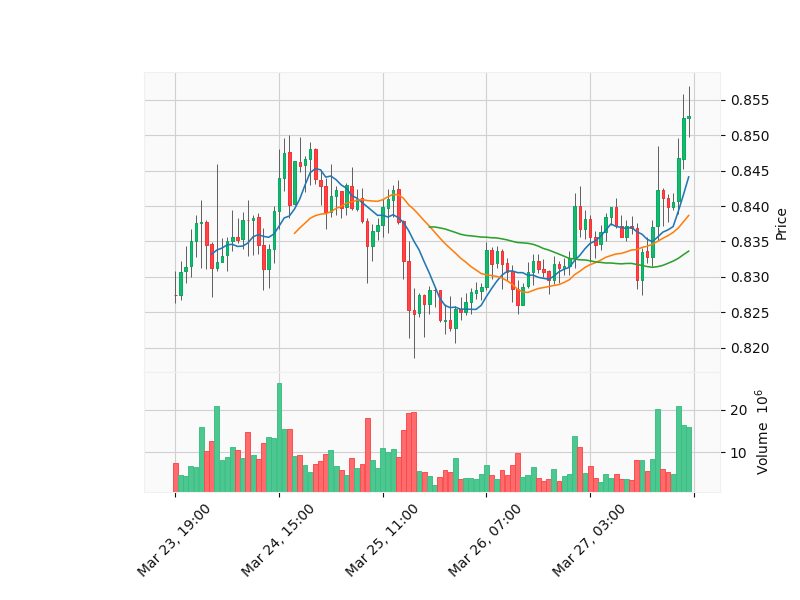 0.855
0.850
0.845
0.840
0.835
0.830
0.825
0.820
Price
20
10
Volume 10⁶
Mar 23, 19:00
Mar 24, 15:00
Mar 25, 11:00
Mar 26, 07:00
Mar 27, 03:00